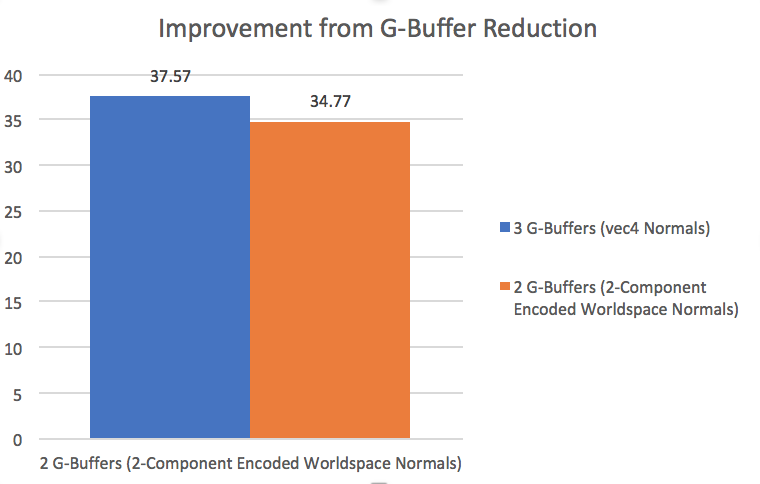 Improvement from G-Buffer Reduction
40
35
30
25
20
15
10
5
0
37.57
34.77
2 G-Buffers (2-Component Encoded Worldspace Normals)
3 G-Buffers (vec4 Normals)
2 G-Buffers (2-Component
Encoded Worldspace Normals)